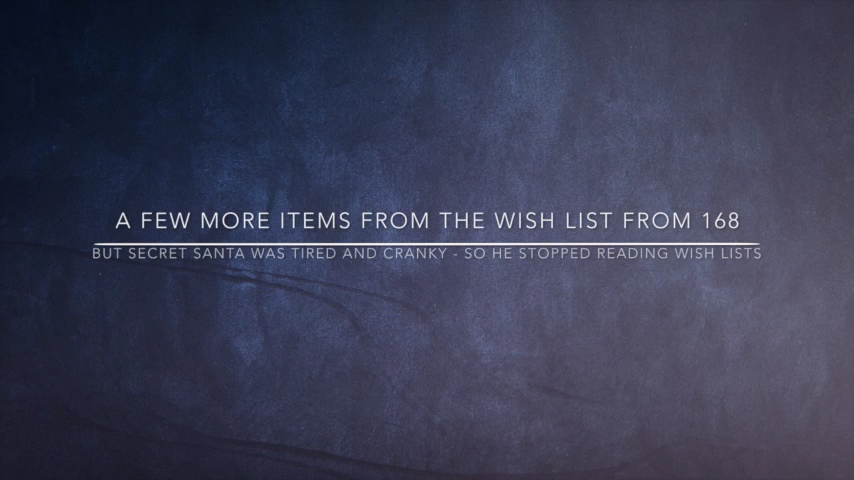 A FEW MORE ITEMS FROM THE WISH LIST FROM 168
BUT SECRET SANTA WAS TIRED AND CRANKY - SO HE STOPPED READING WISH LISTS